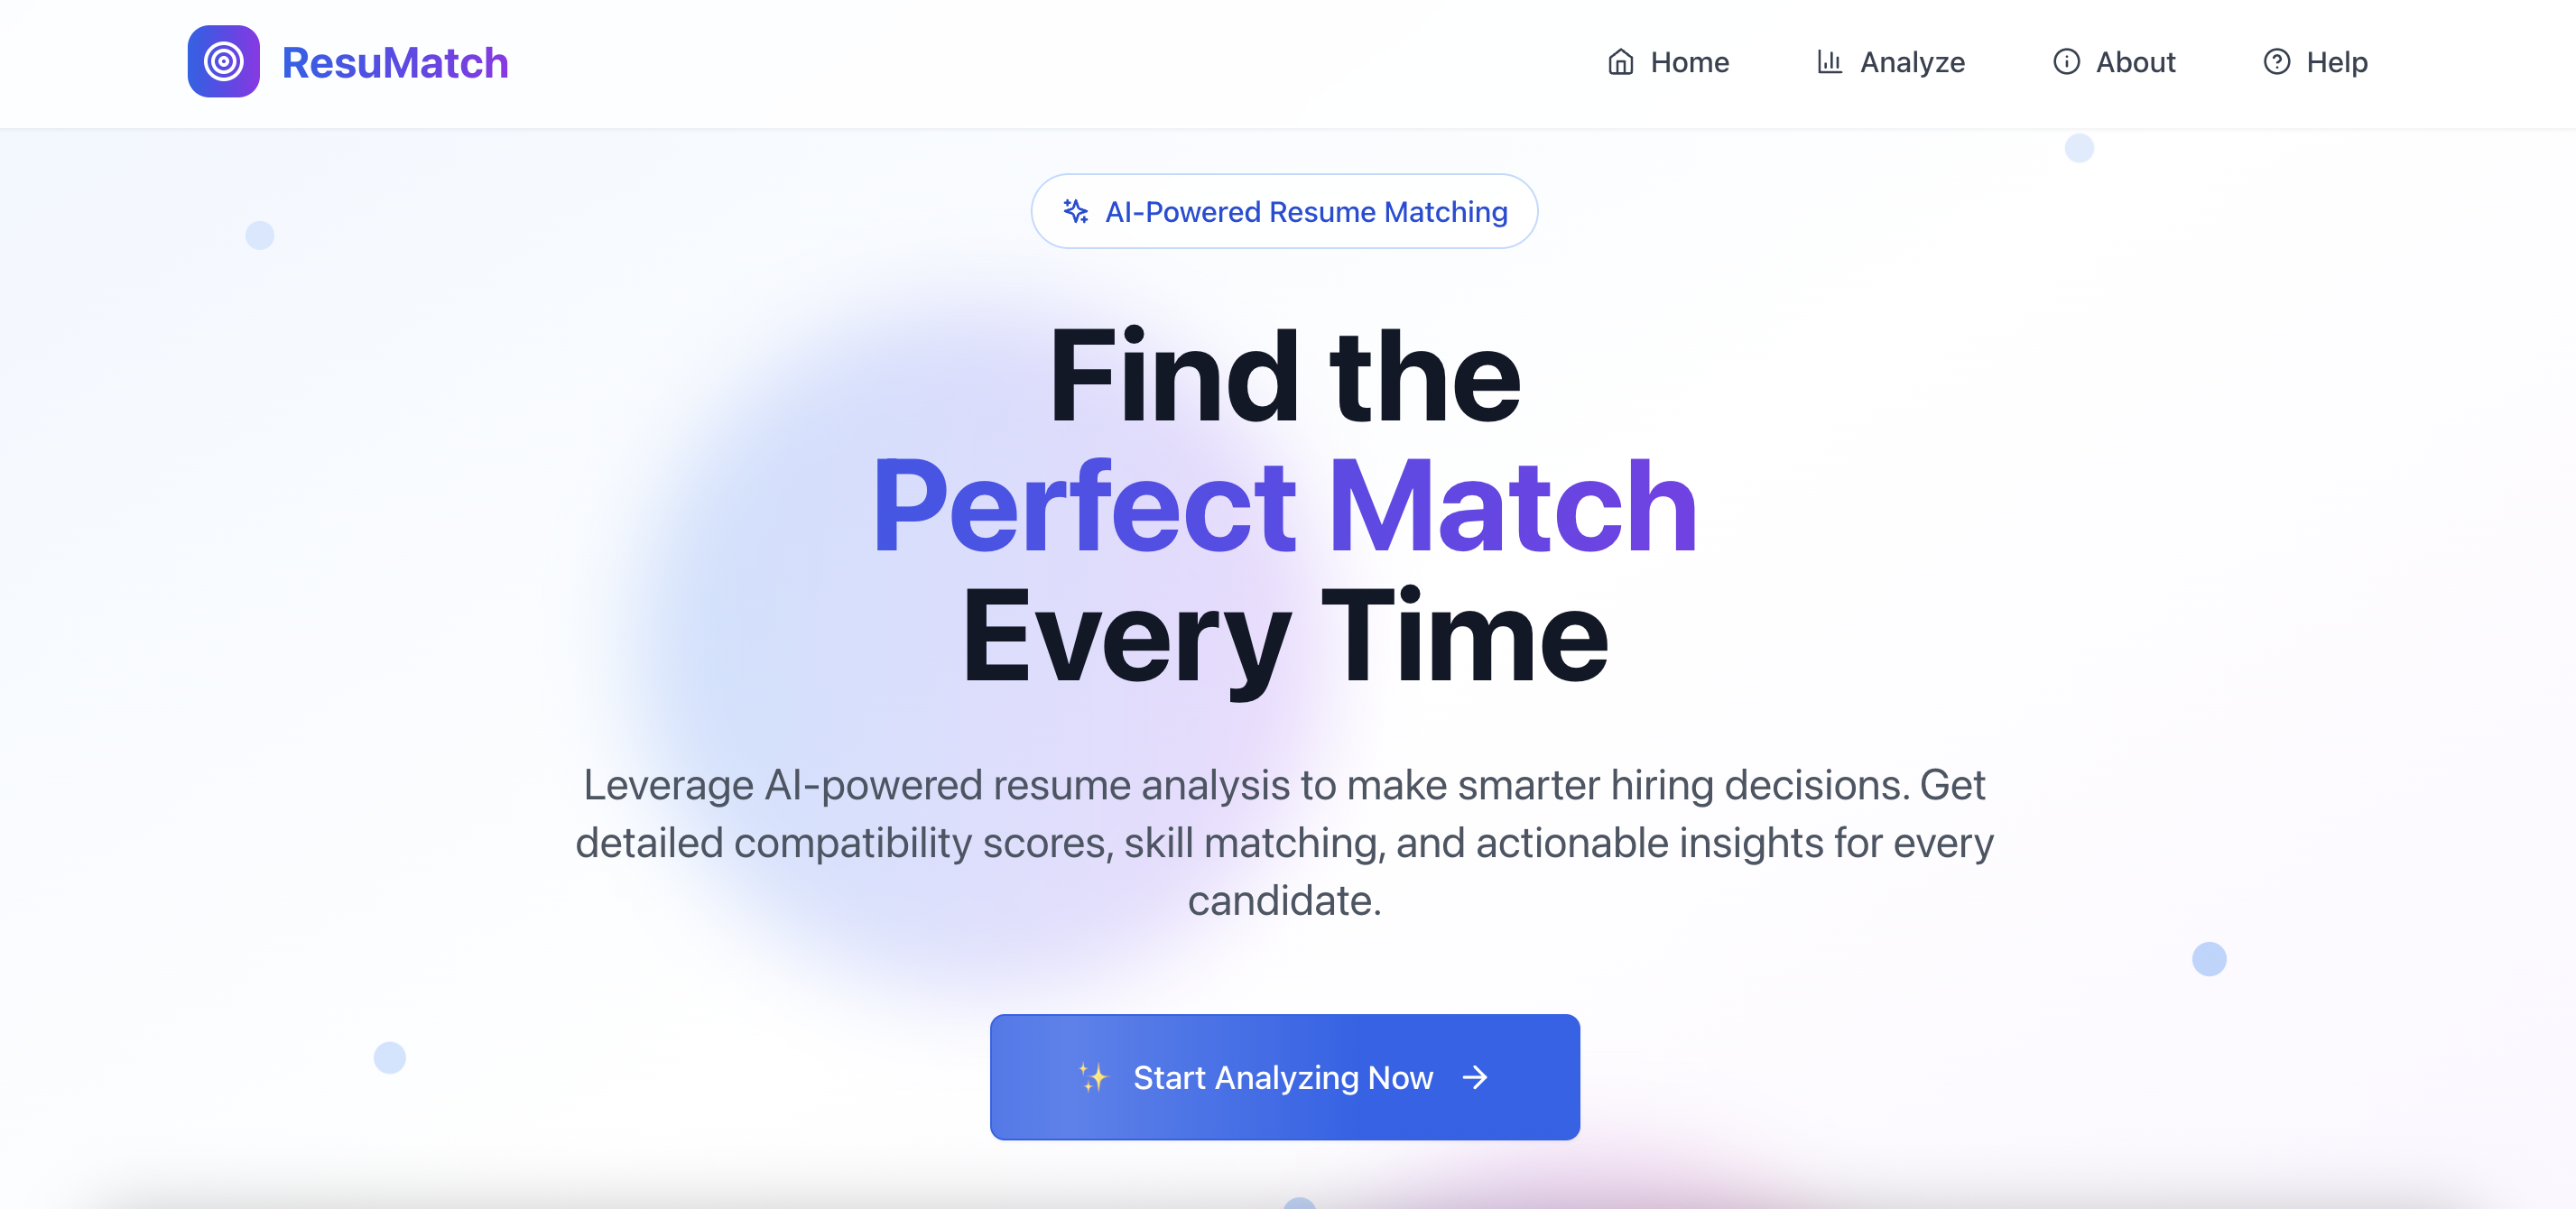 ResuMatch
Home
Analyze
About
Help
AI-Powered Resume Matching
Find the
Perfect Match
Every Time
Leverage AI-powered resume analysis to make smarter hiring decisions. Get
detailed compatibility scores, skill matching, and actionable insights for every
candidate.
✨ Start Analyzing Now →